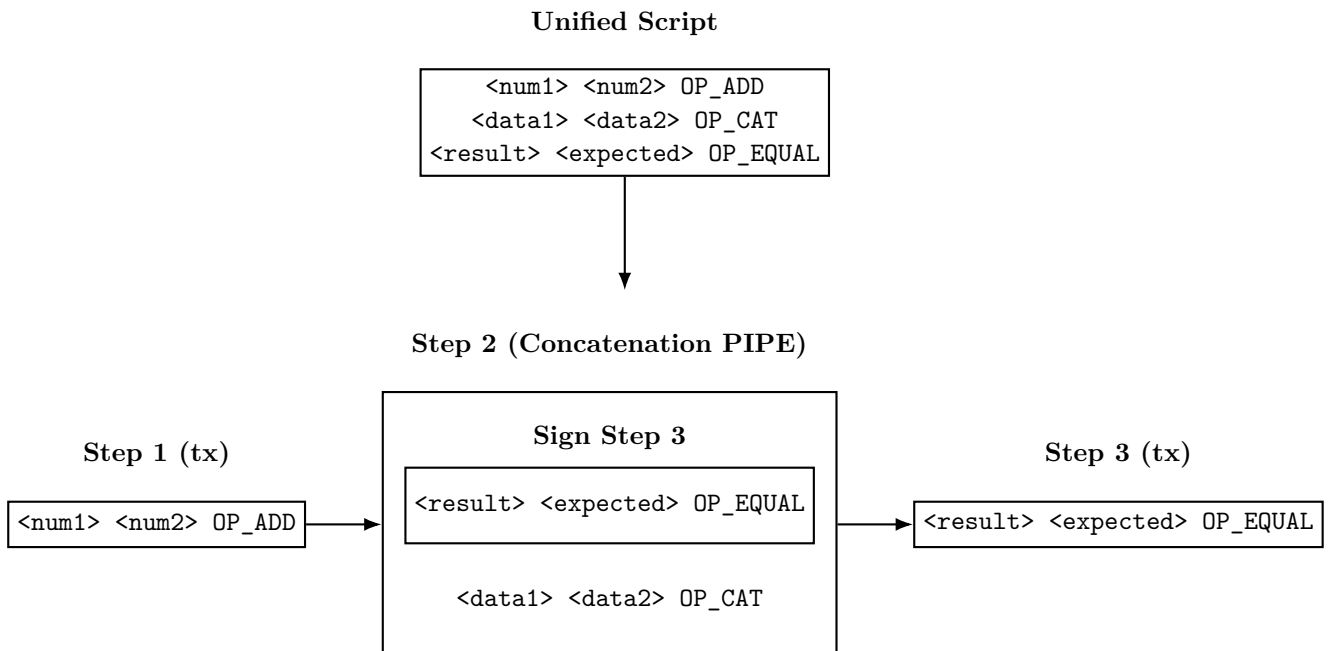 Unified Script
<num1> <num2> OP_ADD
<data1> <data2> OP_CAT
<result> <expected> OP_EQUAL
Step 2 (Concatenation PIPE)
Step 1 (tx)
<num1> <num2> OP_ADD
Sign Step 3
<result> <expected> OP_EQUAL
<data1> <data2> OP_CAT
Step 3 (tx)
<result> <expected> OP_EQUAL